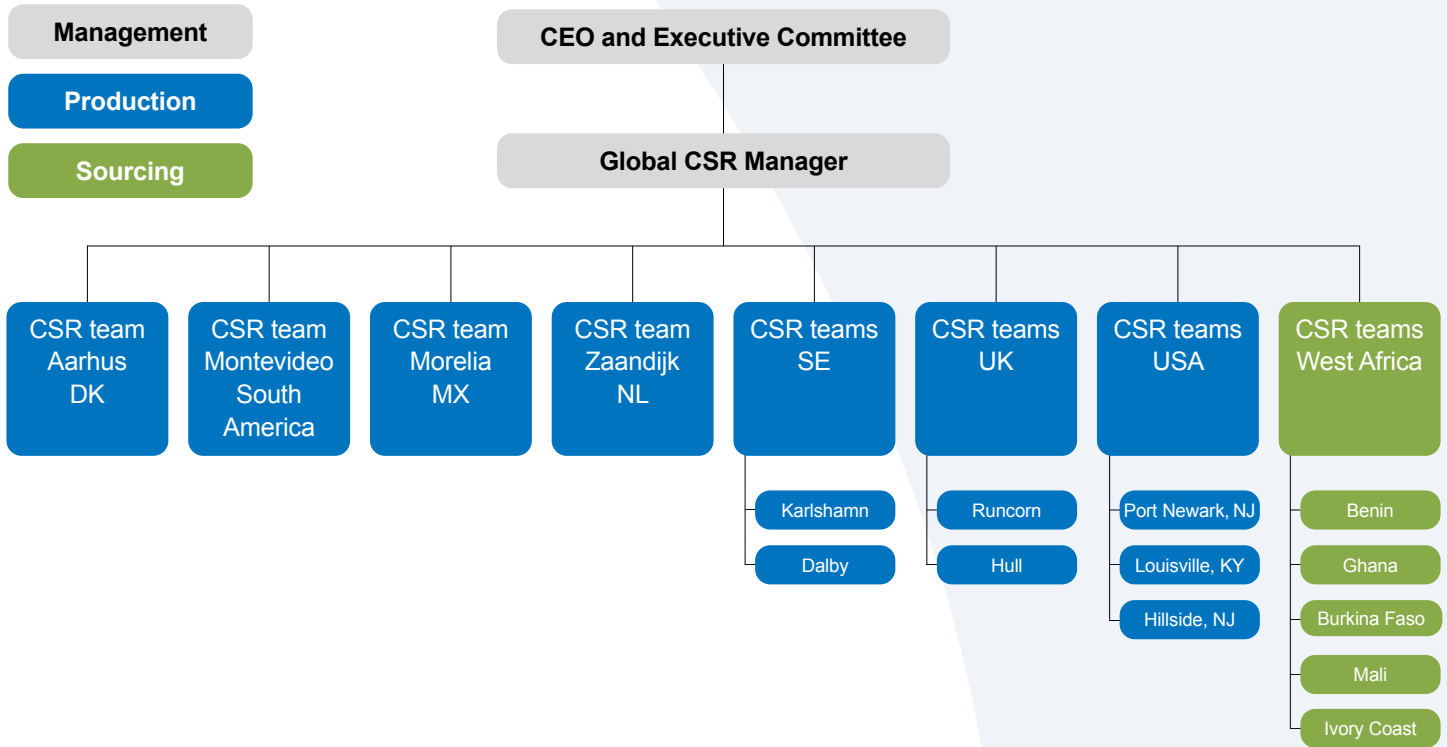 Management
Production
Sourcing
CEO and Executive Committee
Global CSR Manager
CSR team
Aarhus
DK
CSR team
Montevideo
South
America
CSR team
Morelia
MX
CSR team
Zaandijk
NL
CSR teams
SE
CSR teams
UK
CSR teams
USA
CSR teams
West Africa
Karlshamn
Dalby
Runcorn
Hull
Port Newark, NJ
Louisville, KY
Hillside, NJ
Benin
Ghana
Burkina Faso
Mali
Ivory Coast